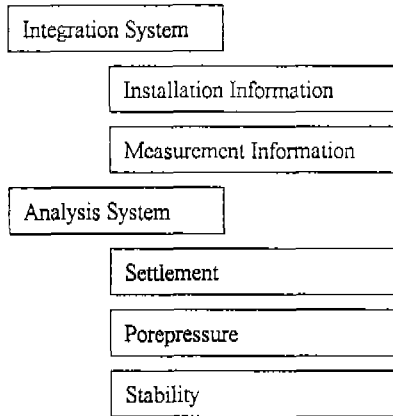 Integration System
Installation Information
Measurement Information
Analysis System
Settlement
Porepressure
Stability